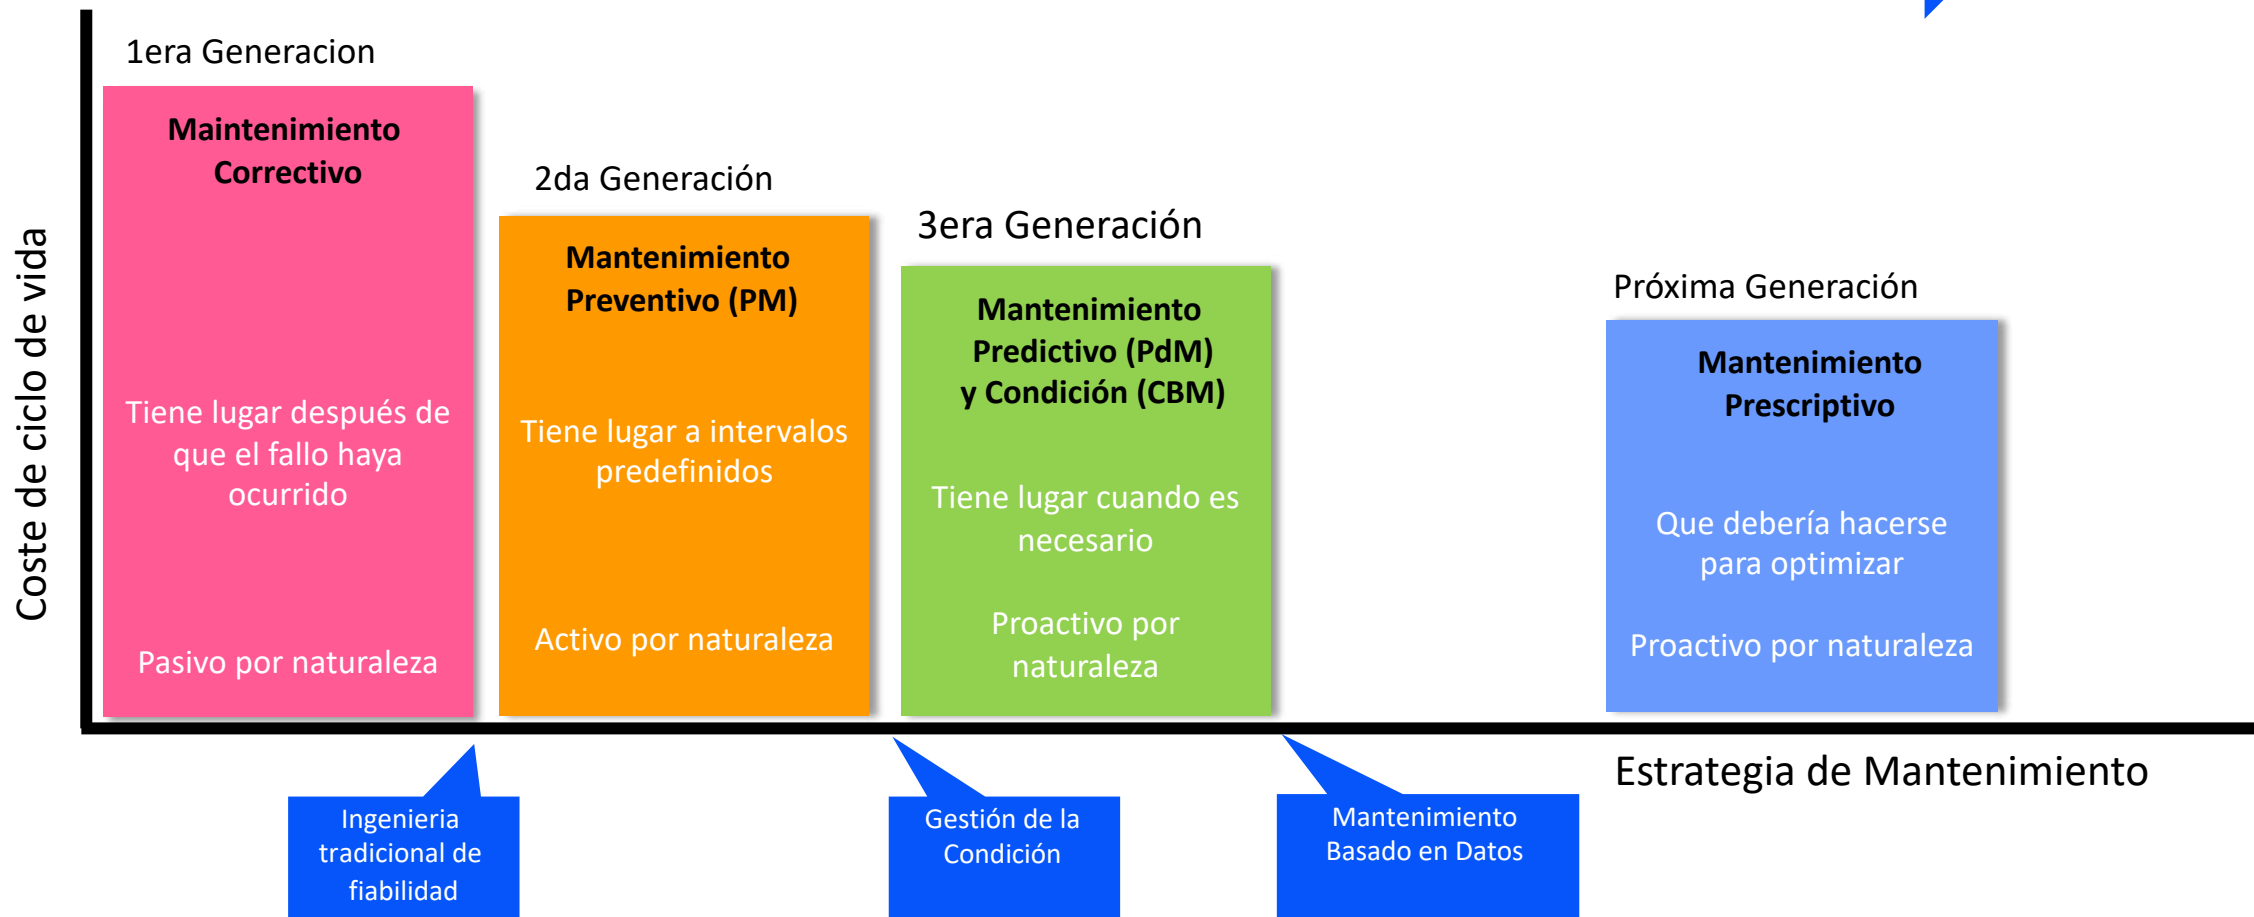 1era Generacion
Maintenimiento
Correctivo
Tiene lugar después de
que el fallo haya
ocurrido
Pasivo por naturaleza
2da Generación
Mantenimiento
Preventivo (PM)
Tiene lugar a intervalos
predefinidos
Activo por naturaleza
3era Generación
Mantenimiento
Predictivo (PdM)
y Condición (CBM)
Tiene lugar cuando es
necesario
Proactivo por
naturaleza
Próxima Generación
Mantenimiento
Prescriptivo
Que debería hacerse
para optimizar
Proactivo por naturaleza
Coste de ciclo de vida
Estrategia de Mantenimiento
Ingenieria
tradicional de
fiabilidad
Gestión de la
Condición
Mantenimiento
Basado en Datos